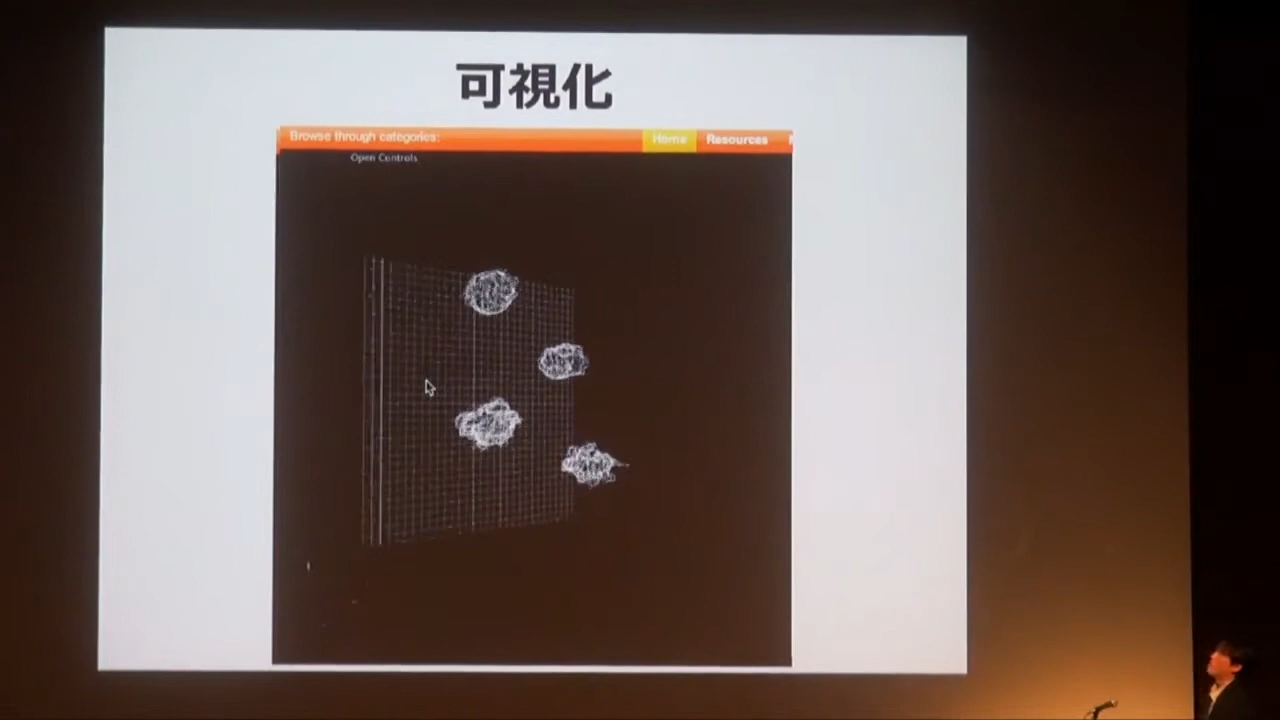 可視化
Browse through categories:
Home
Resources
Open Controls